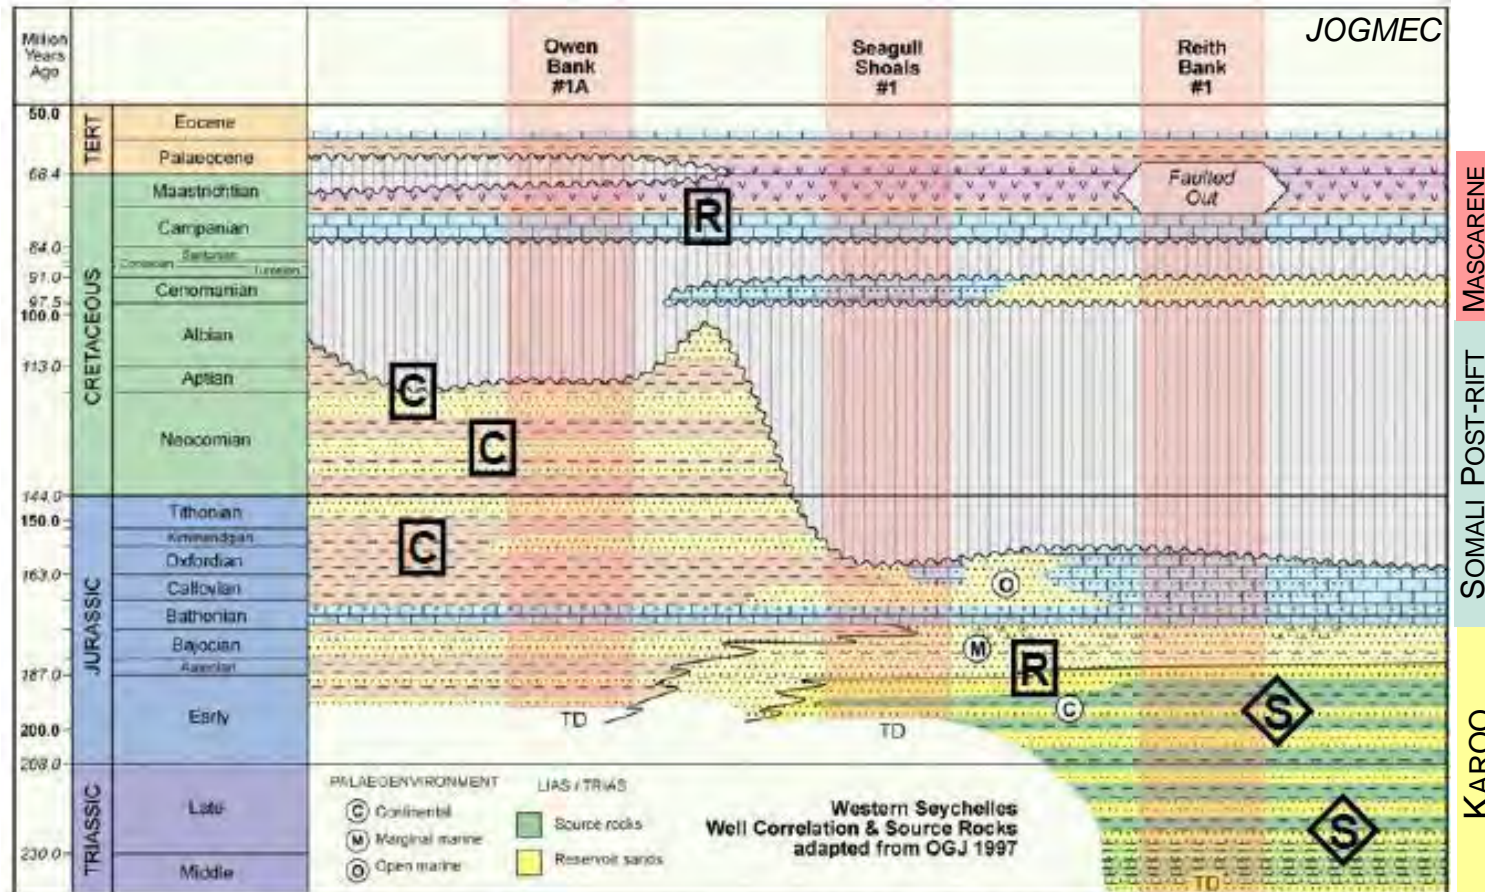 Million
Years
Ago
Owen
Bank
#1A
Seagull
Shoals
#1
Reith
Bank
#1
JOGMEC
50.0
TERT
Eocene
Palaeocene
66.4
CRETACEOUS
Maastrichtian
Faulted
Out
R
Campanian
84.0
Santonian
Coniacian
Turonian
91.0
Cenomanian
97.5
100.0
Albian
113.0
Aptian
C
Neocomian
C
144.0
JURASSIC
Tithonian
150.0
Kimmeridgian
C
Oxfordian
163.0
Callovian
O
Bathonian
Bajocian
M
R
Aalenian
187.0
Early
C
S
TD
TD
200.0
208.0
TRIASSIC
Late
S
230.0
Middle
TD
PALAEOENVIRONMENT
C Continental
M Marginal marine
O Open marine
LIAS / TRIAS
Source rocks
Reservoir sands
Western Seychelles
Well Correlation & Source Rocks
adapted from OGJ 1997
MASCARENE
SOMALI POST-RIFT
KAROO